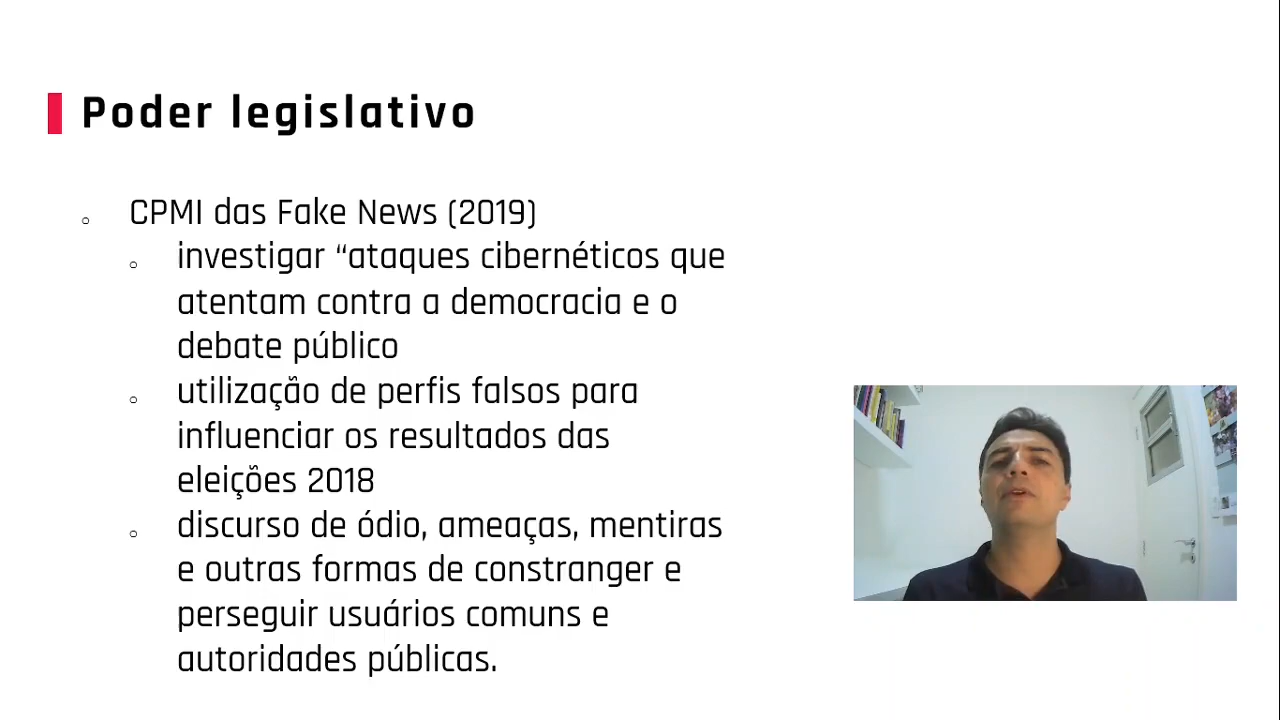 Poder legislativo
CPMI das Fake News (2019)
investigar “ataques cibernéticos que
atentam contra a democracia e o
debate público
utilização de perfis falsos para
influenciar os resultados das
eleições 2018
discurso de ódio, ameaças, mentiras
e outras formas de constranger e
perseguir usuários comuns e
autoridades públicas.